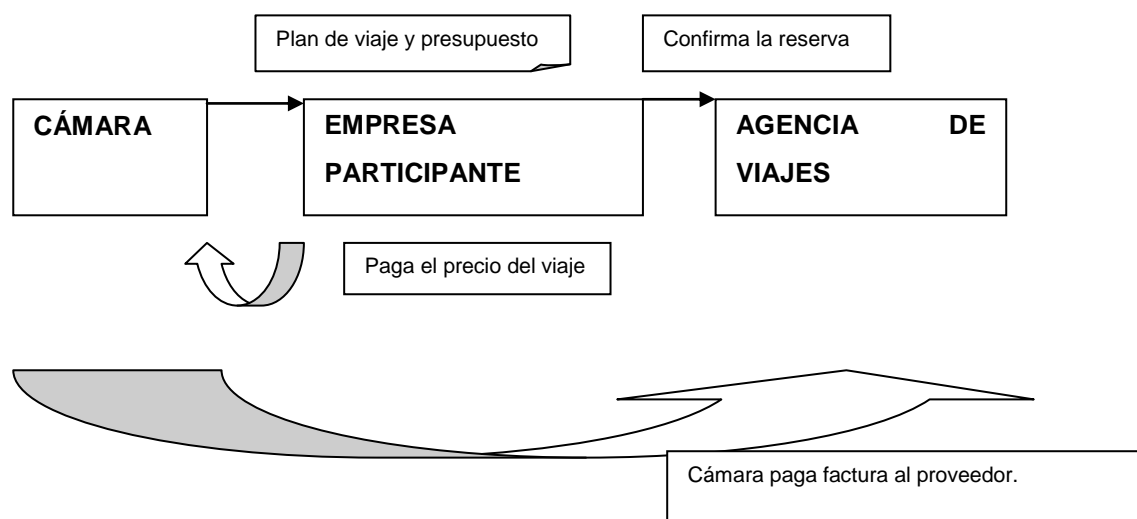 Plan de viaje y presupuesto
Confirma la reserva
CÁMARA
EMPRESA
PARTICIPANTE
AGENCIA DE
VIAJES
Paga el precio del viaje
Cámara paga factura al proveedor.